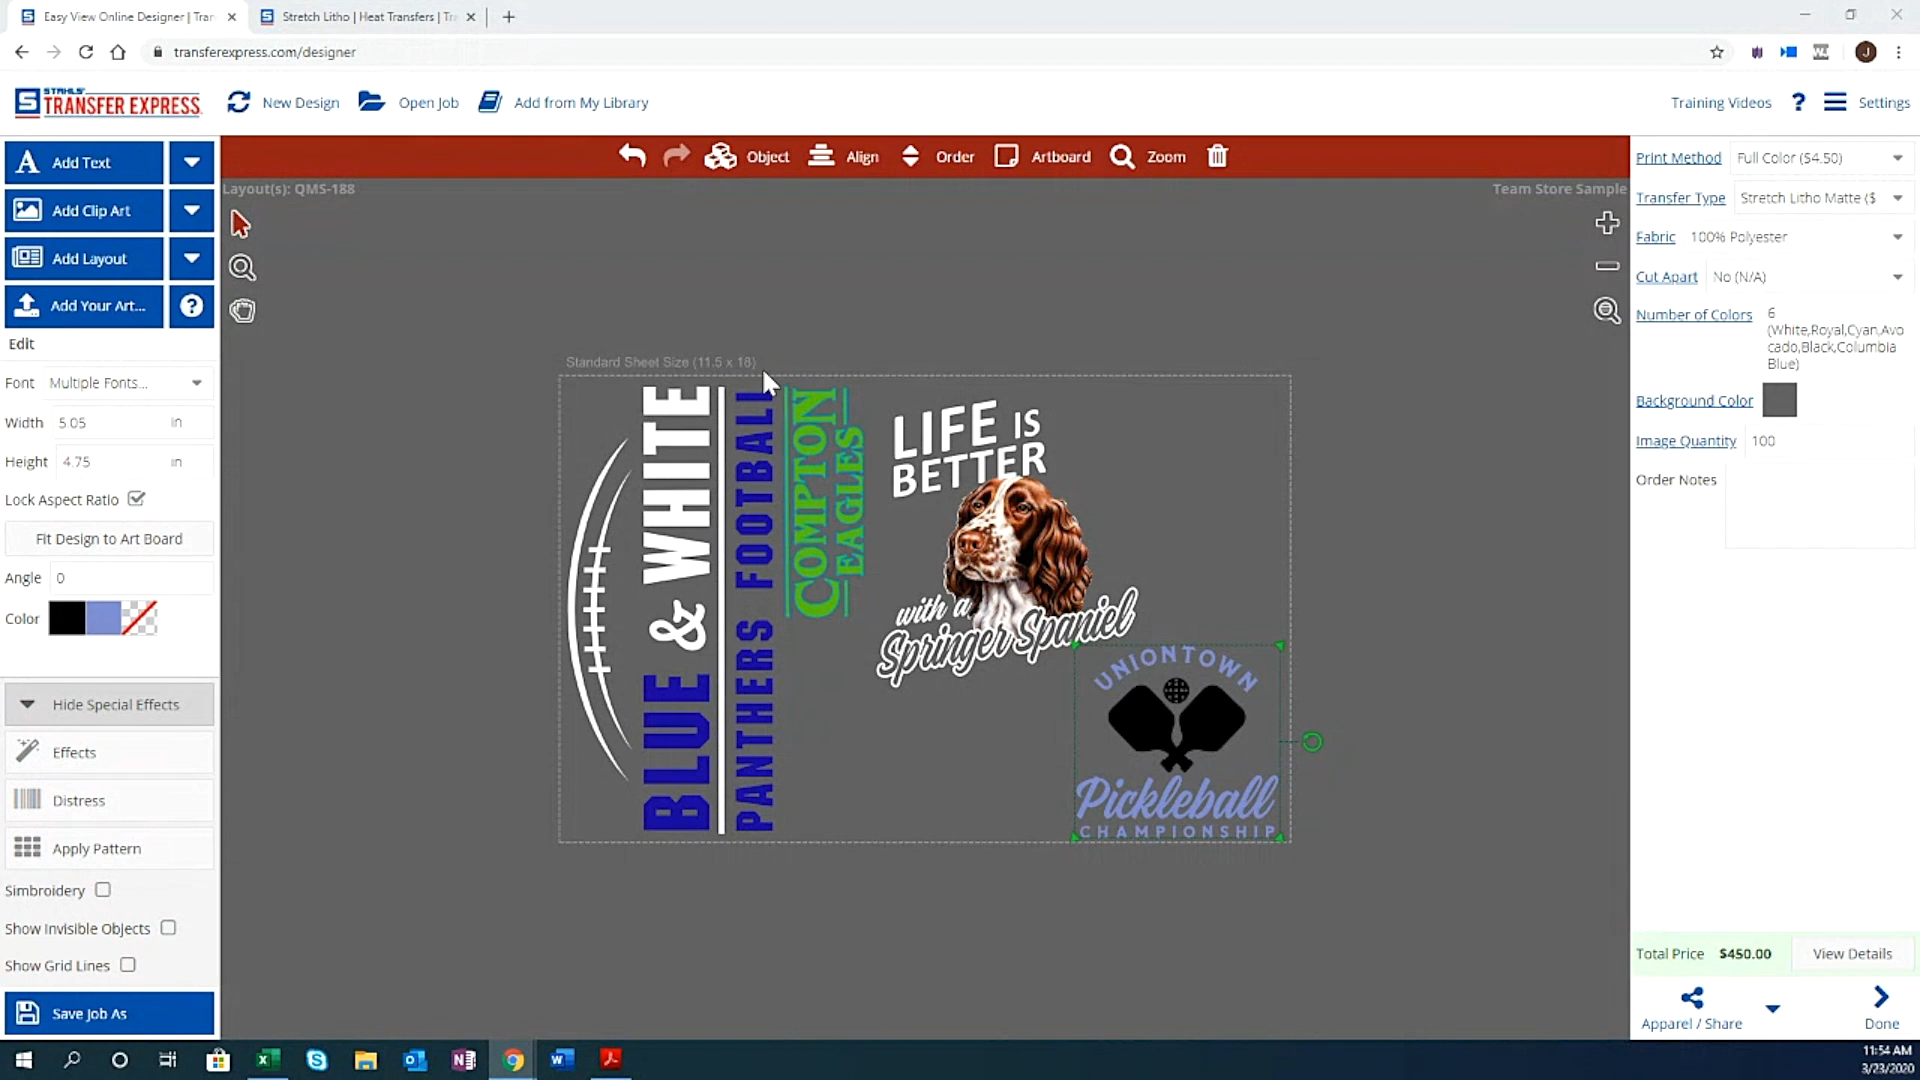 Easy View Online Designer | Tran
Stretch Litho | Heat Transfers | Tr
transferexpress.com/designer
J
STAHLS'
TRANSFER EXPRESS.
New Design
Open Job
Add from My Library
Training Videos
?
Settings
Add Text
Add Clip Art
Add Layout
Add Your Art...
?
Edit
Font Multiple Fonts...
Width 5.05 in
Height 4.75 in
Lock Aspect Ratio
Fit Design to Art Board
Angle 0
Color
Hide Special Effects
Effects
Distress
Apply Pattern
Simbroidery
Show Invisible Objects
Show Grid Lines
Save Job As
Object
Align
Order
Artboard
Zoom
Layout(s): QMS-188
Team Store Sample
Standard Sheet Size (11.5 x 18)
BLUE & WHITE
PANTHERS FOOTBALL
COMPTON
EAGLES
LIFE IS
BETTER
with a
Springer Spaniel
UNIONTOWN
Pickleball
CHAMPIONSHIP
Print Method Full Color ($4.50)
Transfer Type Stretch Litho Matte ($
Fabric 100% Polyester
Cut Apart No (N/A)
Number of Colors 6
(White,Royal,Cyan,Avo
cado,Black,Columbia
Blue)
Background Color
Image Quantity 100
Order Notes
Total Price $450.00
View Details
Apparel / Share
Done
11:54 AM
3/23/2020